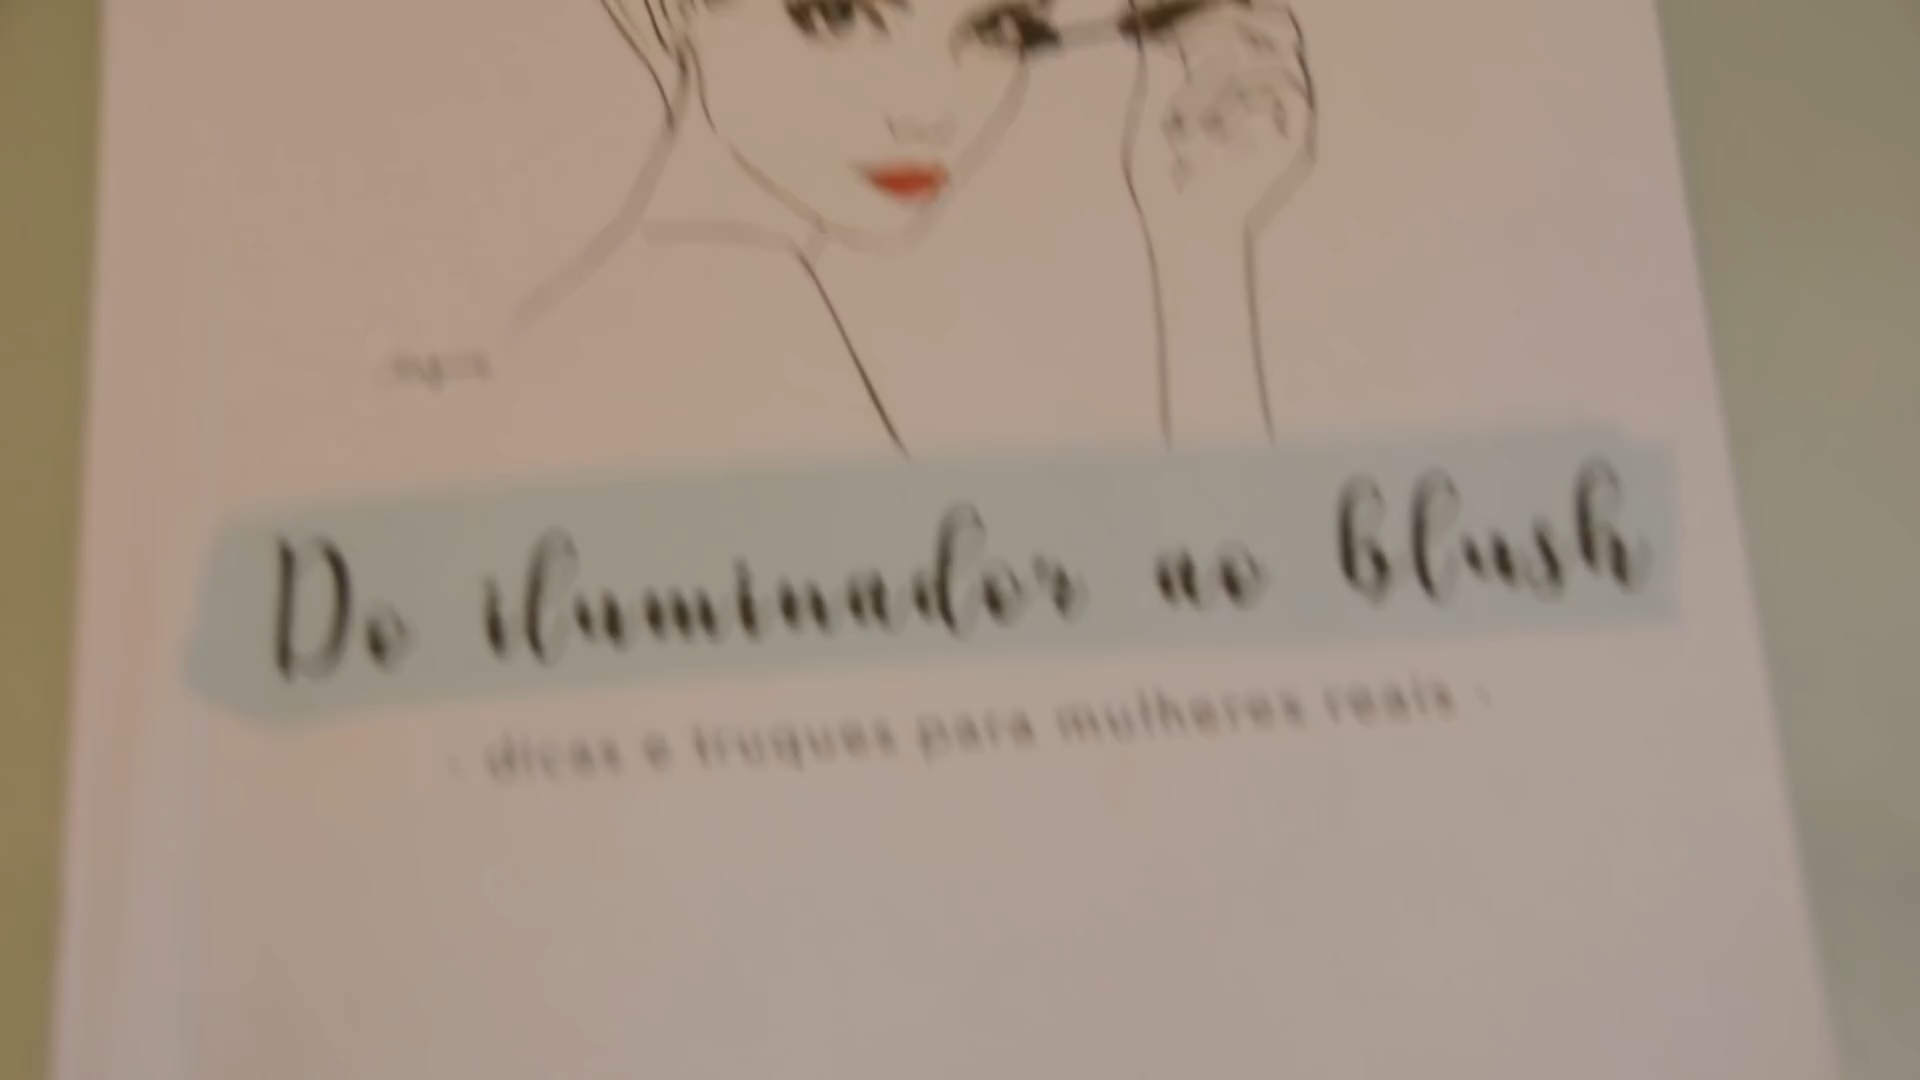 Do iluminador ao blush
- dicas e truques para mulheres reais -